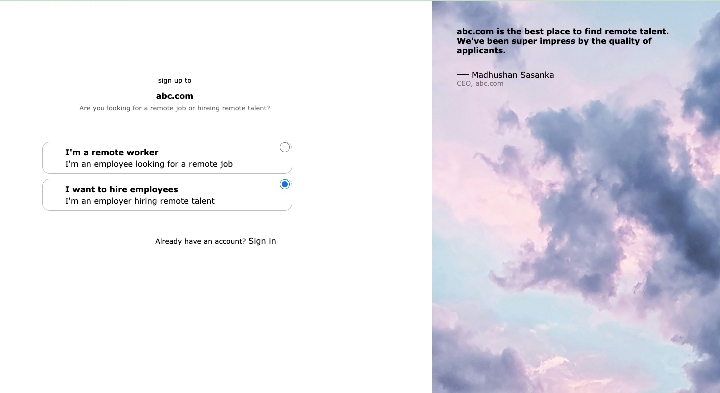 sign up to
abc.com
Are you looking for a remote job or hireing remote talent?
I'm a remote worker
I'm an employee looking for a remote job
I want to hire employees
I'm an employer hiring remote talent
Already have an account? Sign in
abc.com is the best place to find remote talent.
We've been super impress by the quality of
applicants.
— Madhushan Sasanka
CEO, abc.com